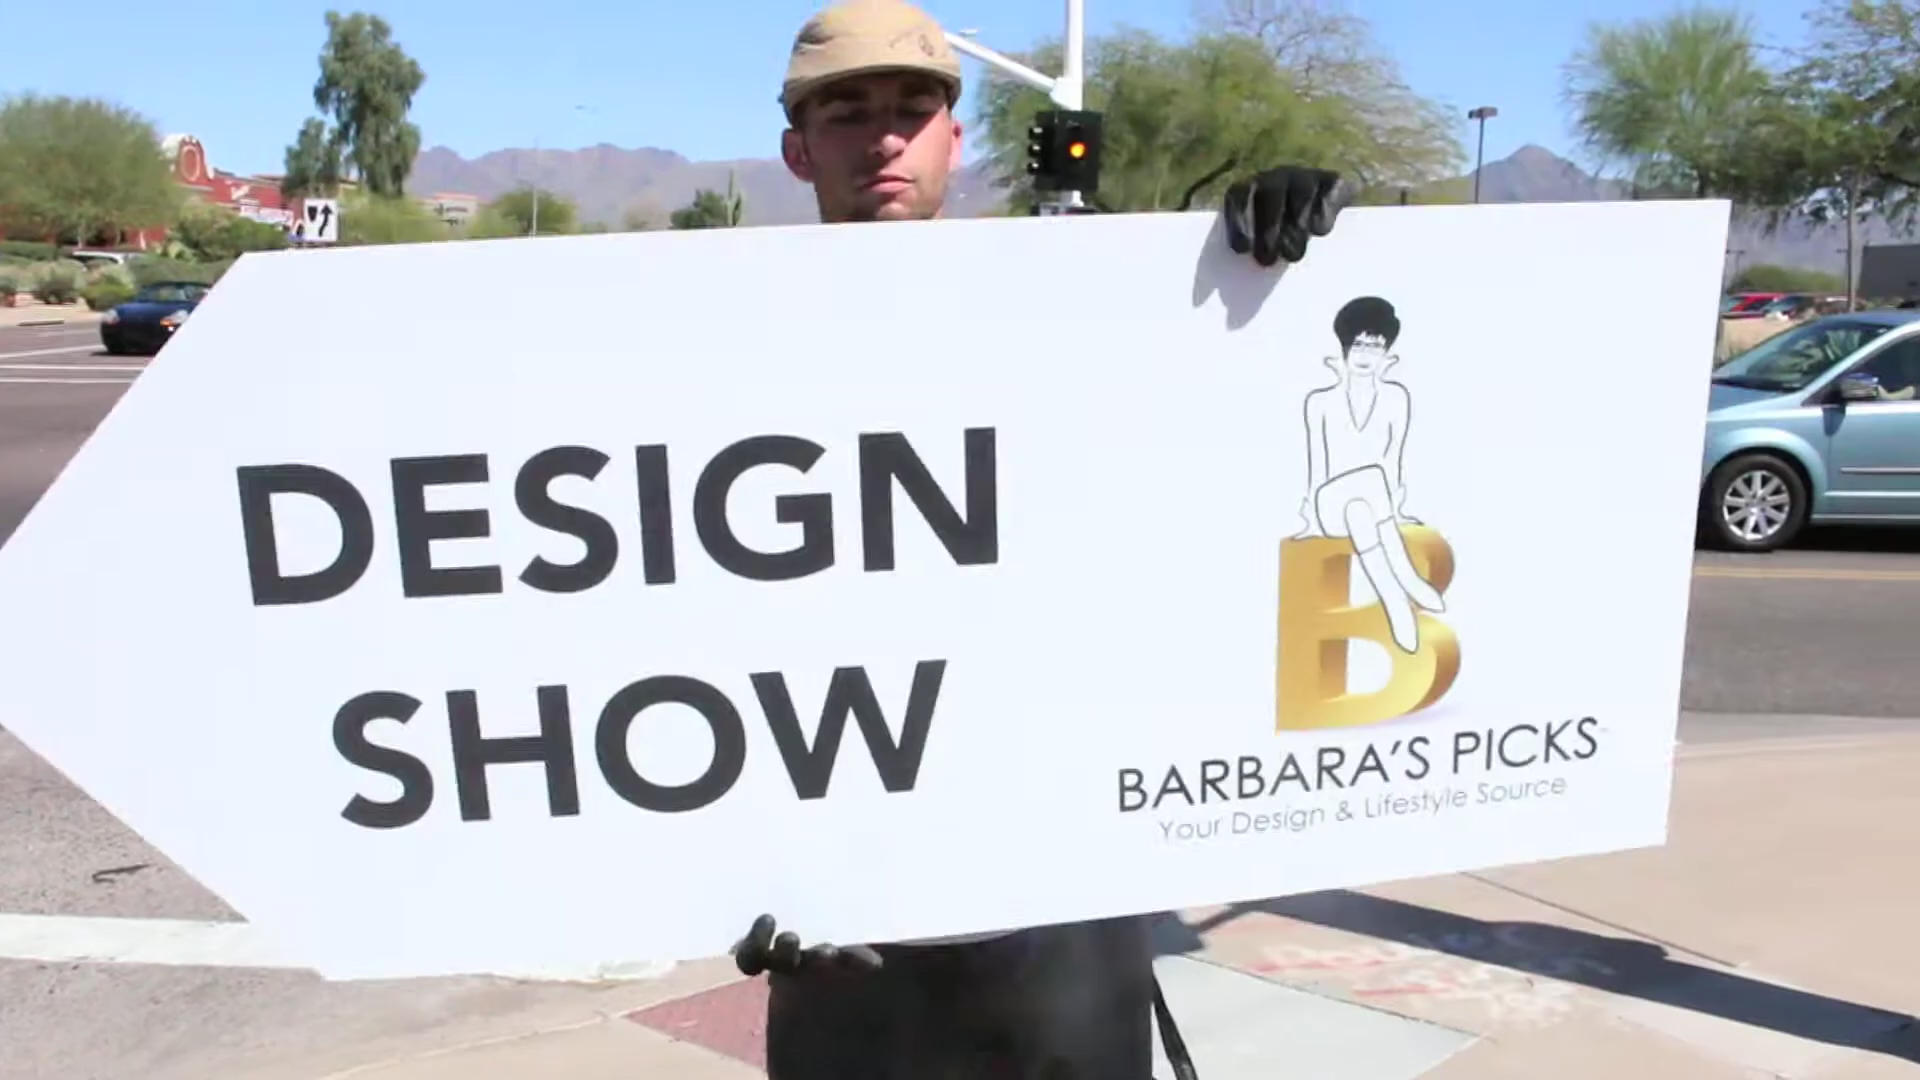 DESIGN
SHOW
B
BARBARA'S PICKS
Your Design & Lifestyle Source